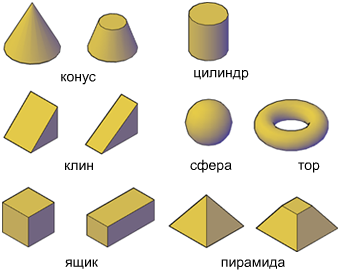 конус
цилиндр
клин
сфера
тор
ящик
пирамида